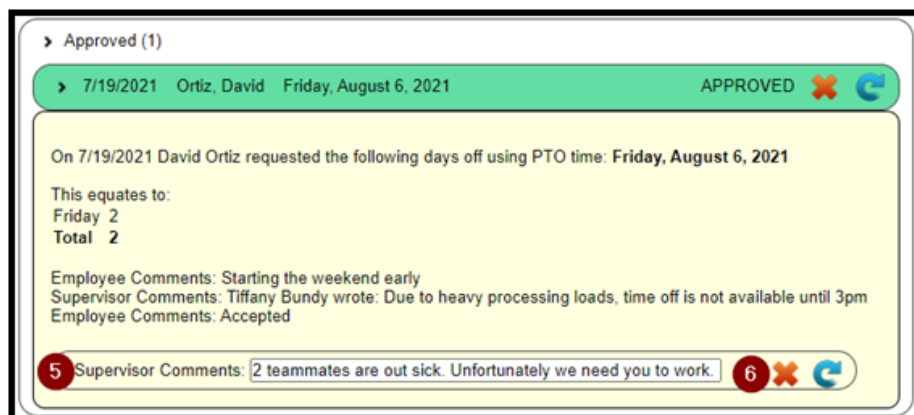 Approved (1)
7/19/2021 Ortiz, David Friday, August 6, 2021 APPROVED
On 7/19/2021 David Ortiz requested the following days off using PTO time: Friday, August 6, 2021
This equates to:
Friday 2
Total 2
Employee Comments: Starting the weekend early
Supervisor Comments: Tiffany Bundy wrote: Due to heavy processing loads, time off is not available until 3pm
Employee Comments: Accepted
5 Supervisor Comments: 2 teammates are out sick. Unfortunately we need you to work. 6